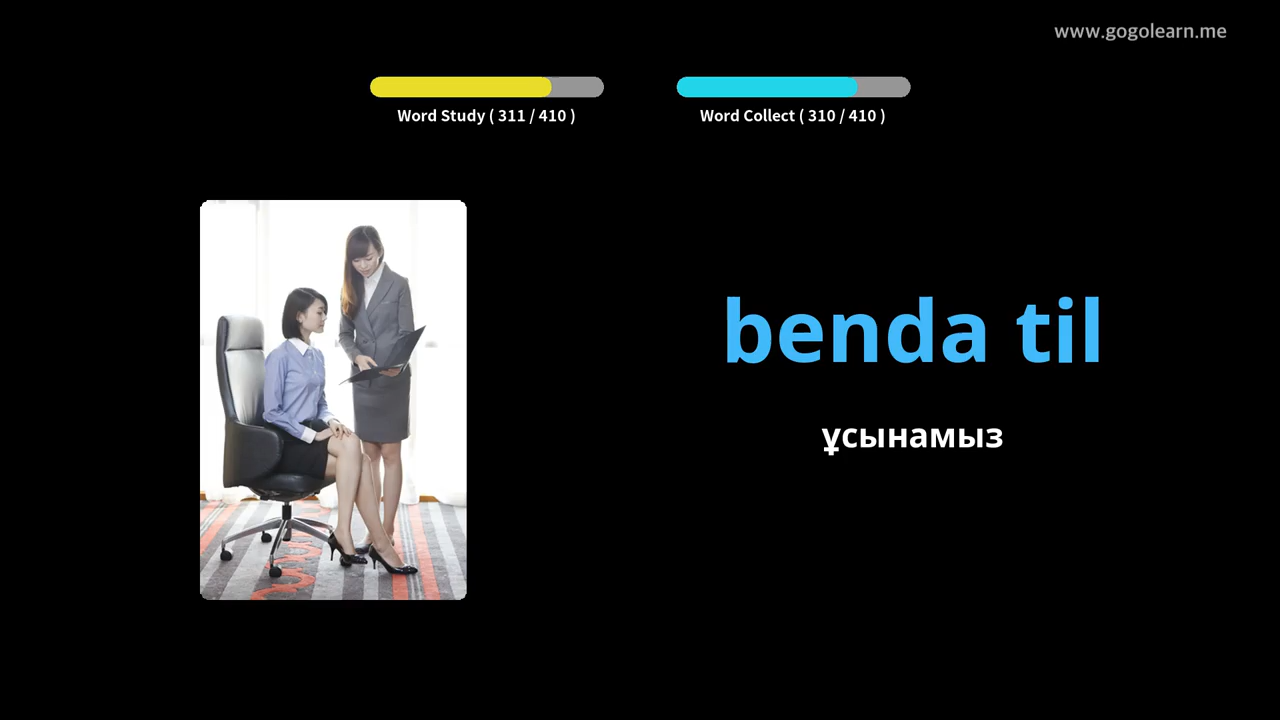 www.gogolearn.me
Word Study ( 311 / 410 )
Word Collect ( 310 / 410 )
benda til
ұсынамыз